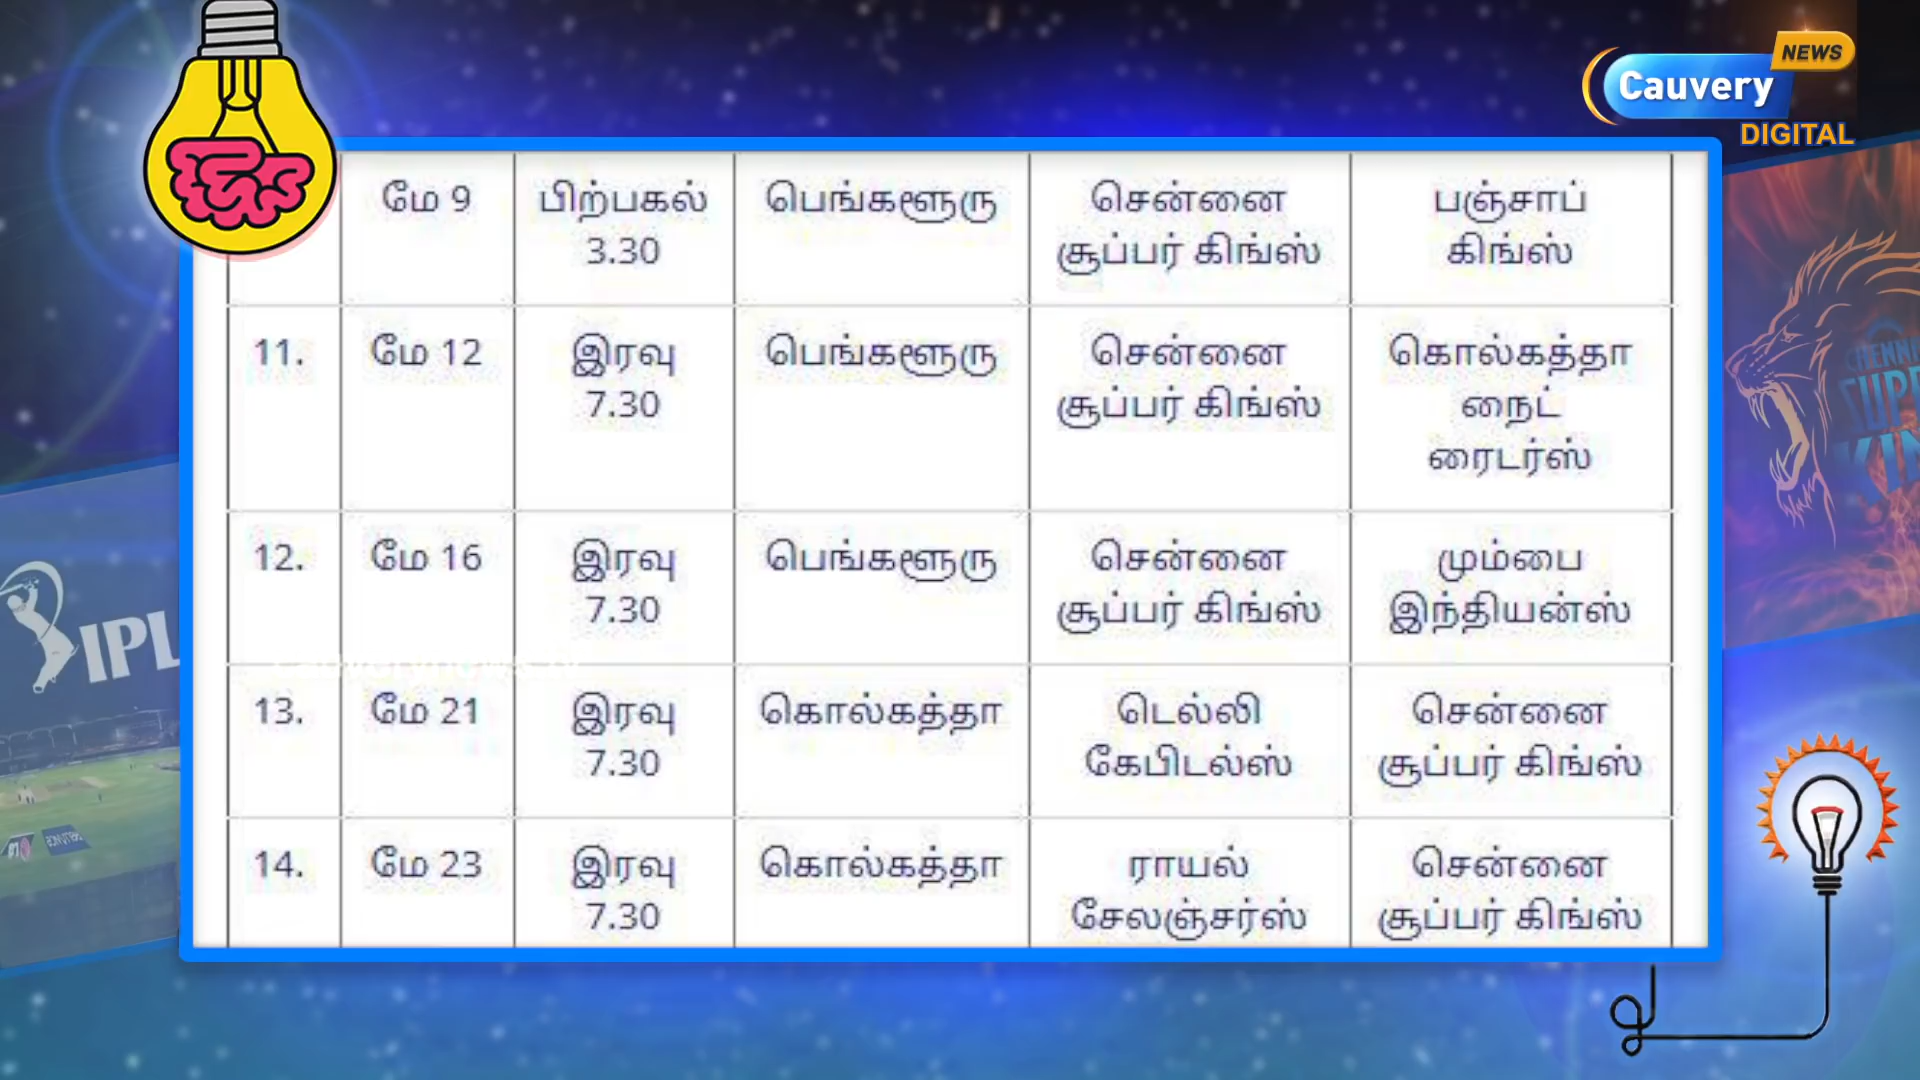 NEWS
Cauvery
DIGITAL
மே 9 பிற்பகல் பெங்களூரு சென்னை பஞ்சாப்
3.30 சூப்பர் கிங்ஸ் கிங்ஸ்
11. மே 12 இரவு பெங்களூரு சென்னை கொல்கத்தா
7.30 சூப்பர் கிங்ஸ் நைட்
ரைடர்ஸ்
12. மே 16 இரவு பெங்களூரு சென்னை மும்பை
7.30 சூப்பர் கிங்ஸ் இந்தியன்ஸ்
13. மே 21 இரவு கொல்கத்தா டெல்லி சென்னை
7.30 கேபிடல்ஸ் சூப்பர் கிங்ஸ்
14. மே 23 இரவு கொல்கத்தா ராயல் சென்னை
7.30 சேலஞ்சர்ஸ் சூப்பர் கிங்ஸ்
IPL